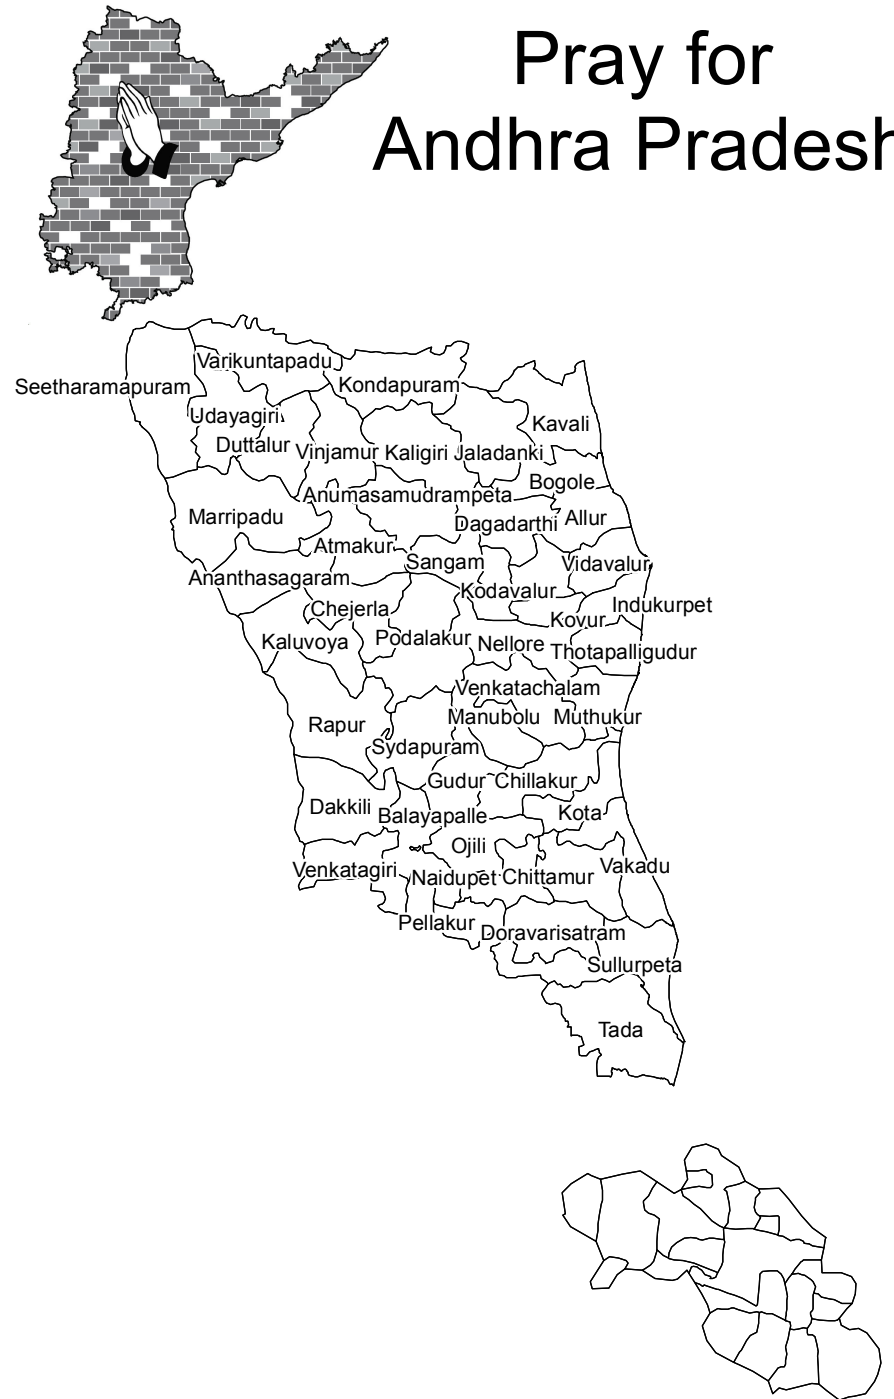 Pray for
Andhra Pradesh
Varikuntapadu
Seetharamapuram
Kondapuram
Udayagiri
Kavali
Duttalur
Vinjamur
Kaligiri
Jaladanki
Bogole
Anumasamudrampeta
Marripadu
Dagadarthi
Allur
Atmakur
Sangam
Vidavalur
Ananthasagaram
Kodavalur
Chejerla
Indukurpet
Kovur
Kaluvoya
Podalakur
Nellore
Thotapalligudur
Venkatachalam
Rapur
Manubolu
Muthukur
Sydapuram
Gudur
Chillakur
Dakkili
Balayapalle
Kota
Ojili
Venkatagiri
Naidupet
Chittamur
Vakadu
Pellakur
Doravarisatram
Sullurpeta
Tada